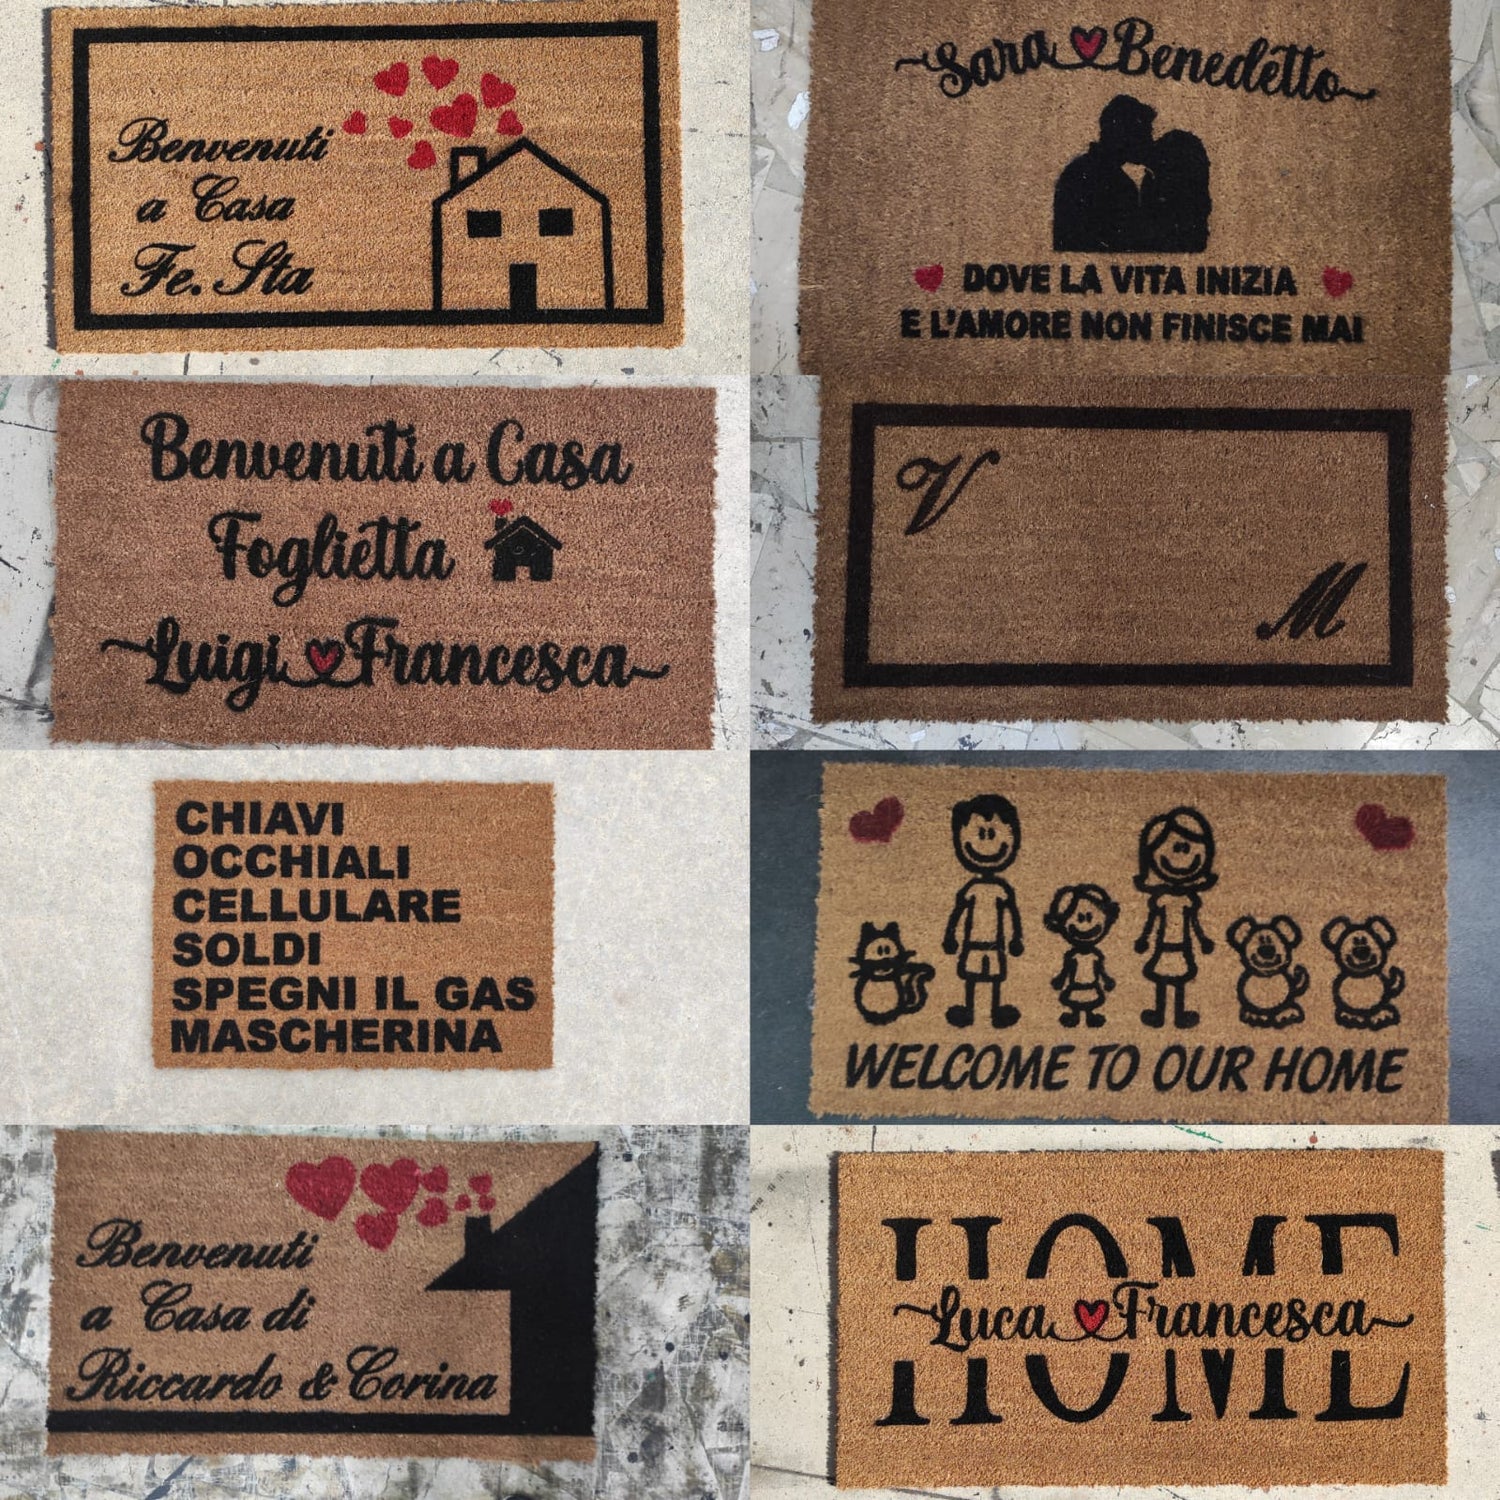 Benvenuti
a Casa
Fe. Sta
Sara Benedetto
DOVE LA VITA INIZIA
E L'AMORE NON FINISCE MAI
Benvenuti a Casa
Foglietta
Luigi Francesca
V
M
CHIAVI
OCCHIALI
CELLULARE
SOLDI
SPEGNI IL GAS
MASCHERINA
WELCOME TO OUR HOME
Benvenuti
a Casa di
Riccardo & Corina
HOME
Luca Francesca